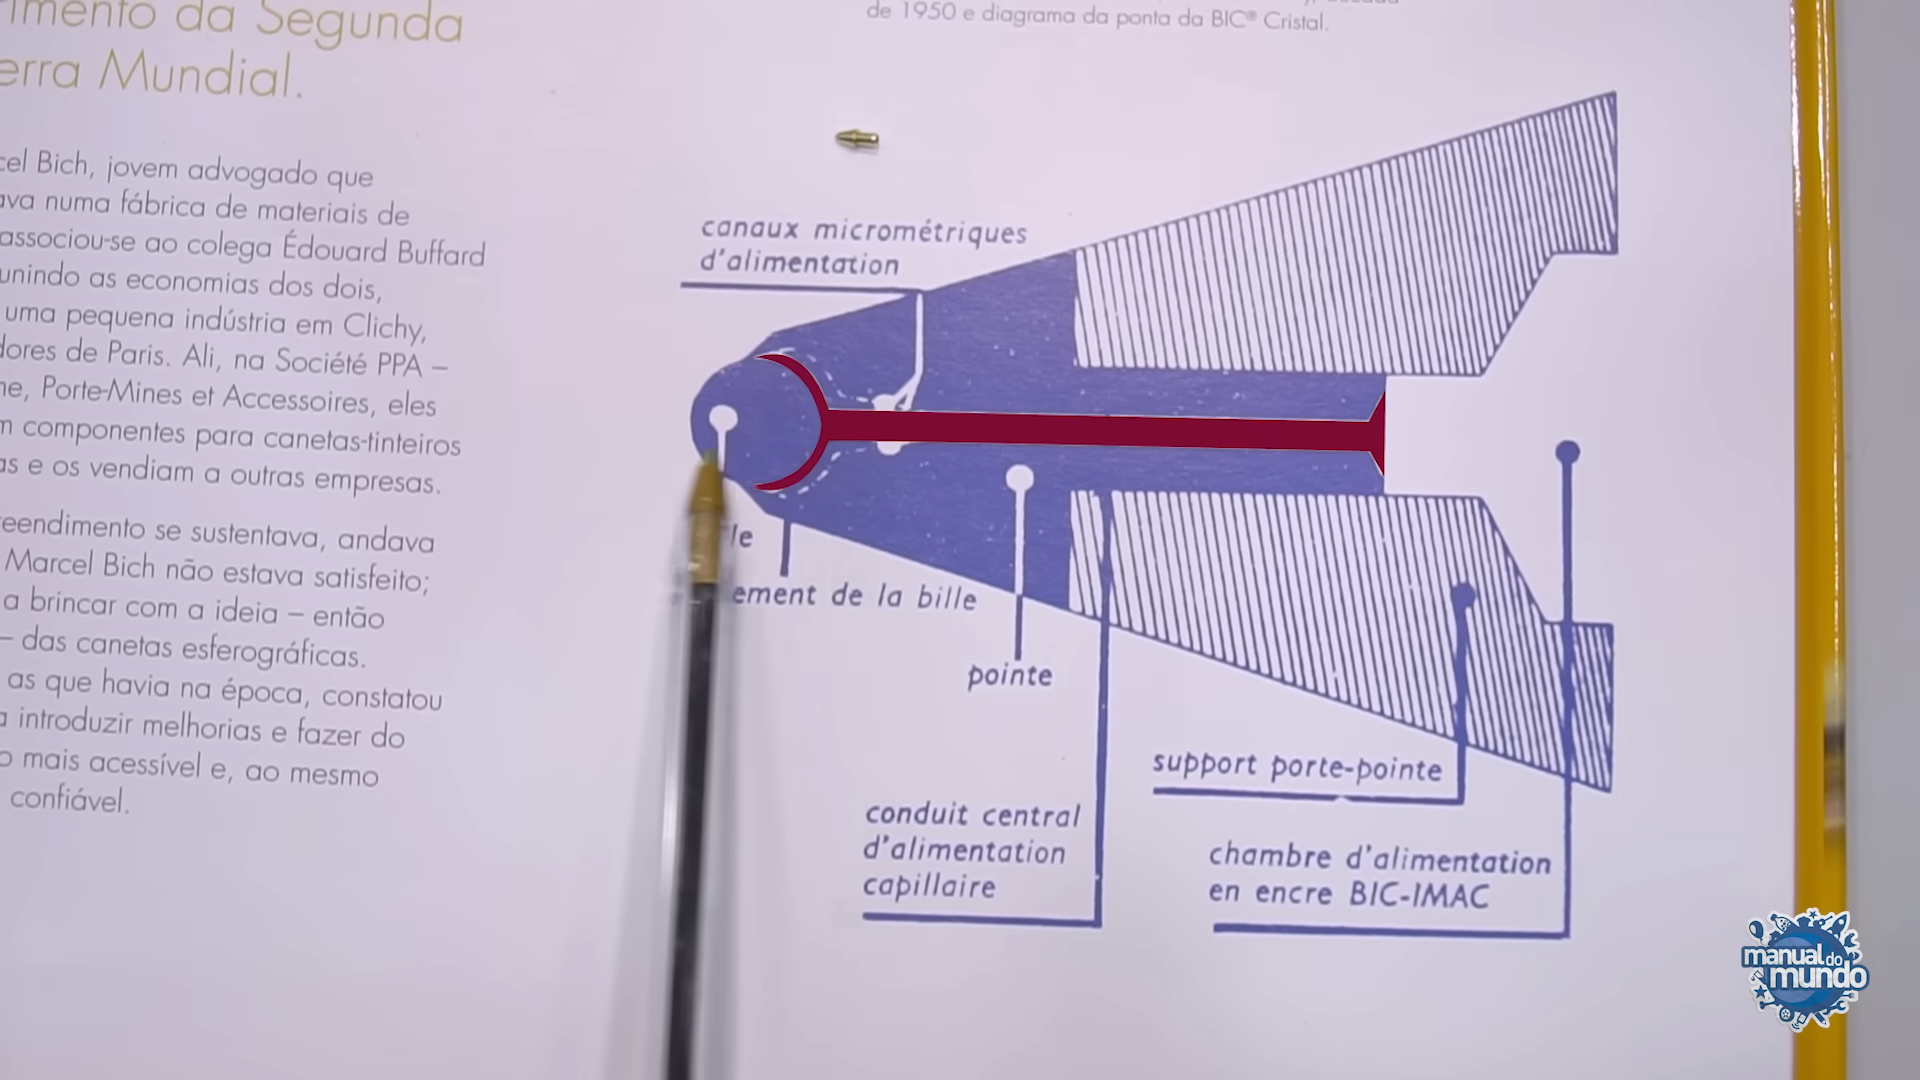 imento da Segunda
erra Mundial.
cel Bich, jovem advogado que
ava numa fábrica de materiais de
associou-se ao colega Édouard Buffard
unindo as economias dos dois,
uma pequena indústria em Clichy,
dores de Paris. Ali, na Société PPA –
ne, Porte-Mines et Accessoires, eles
m componentes para canetas-tinteiros
as e os vendiam a outras empresas.
reendimento se sustentava, andava
Marcel Bich não estava satisfeito;
a brincar com a ideia – então
– das canetas esferográficas.
as que havia na época, constatou
a introduzir melhorias e fazer do
o mais acessível e, ao mesmo
confiável.
de 1950 e diagrama da ponta da BIC® Cristal.
canaux micrométriques
d'alimentation
le
ement de la bille
pointe
conduit central
d'alimentation
capillaire
support porte-pointe
chambre d'alimentation
en encre BIC-IMAC
manual do
mundo